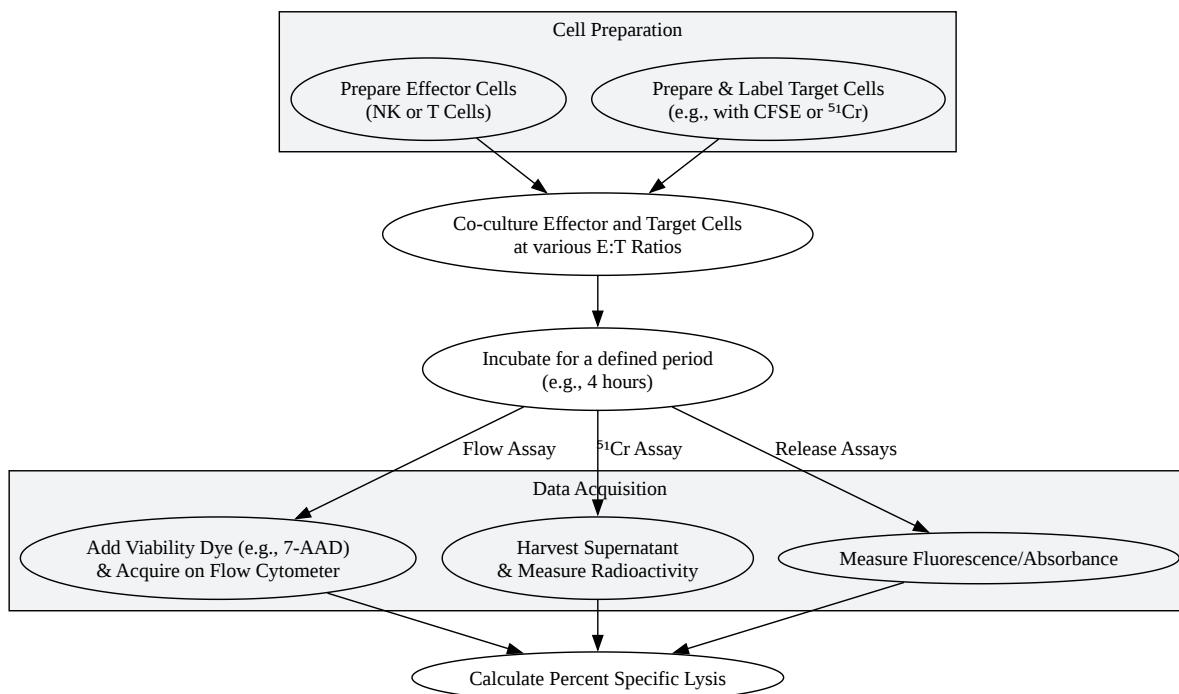 Cell Preparation
Prepare Effector Cells
(NK or T Cells)
Prepare & Label Target Cells
(e.g., with CFSE or ⁵¹Cr)
Co-culture Effector and Target Cells
at various E:T Ratios
Incubate for a defined period
(e.g., 4 hours)
Flow Assay
⁵¹Cr Assay
Release Assays
Data Acquisition
Add Viability Dye (e.g., 7-AAD)
& Acquire on Flow Cytometer
Harvest Supernatant
& Measure Radioactivity
Measure Fluorescence/Absorbance
Calculate Percent Specific Lysis